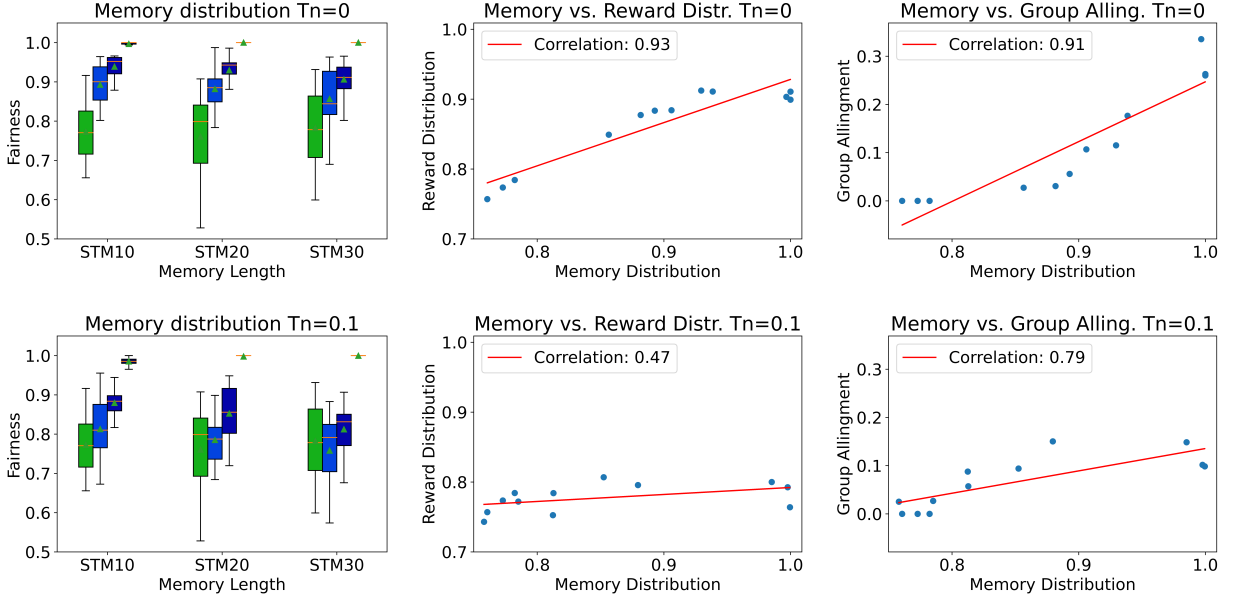 Memory distribution Tn=0
Memory vs. Reward Distr. Tn=0
Memory vs. Group Alling. Tn=0
1.0
0.9
0.8
0.7
0.6
0.5
Fairness
STM10 STM20 STM30
Memory Length
Correlation: 0.93
1.0
0.9
0.8
0.7
Reward Distribution
0.8 0.9 1.0
Memory Distribution
Correlation: 0.91
0.3
0.2
0.1
0.0
Group Allingment
0.8 0.9 1.0
Memory Distribution
Memory distribution Tn=0.1
Memory vs. Reward Distr. Tn=0.1
Memory vs. Group Alling. Tn=0.1
1.0
0.9
0.8
0.7
0.6
0.5
Fairness
STM10 STM20 STM30
Memory Length
Correlation: 0.47
1.0
0.9
0.8
0.7
Reward Distribution
0.8 0.9 1.0
Memory Distribution
Correlation: 0.79
0.3
0.2
0.1
0.0
Group Allingment
0.8 0.9 1.0
Memory Distribution